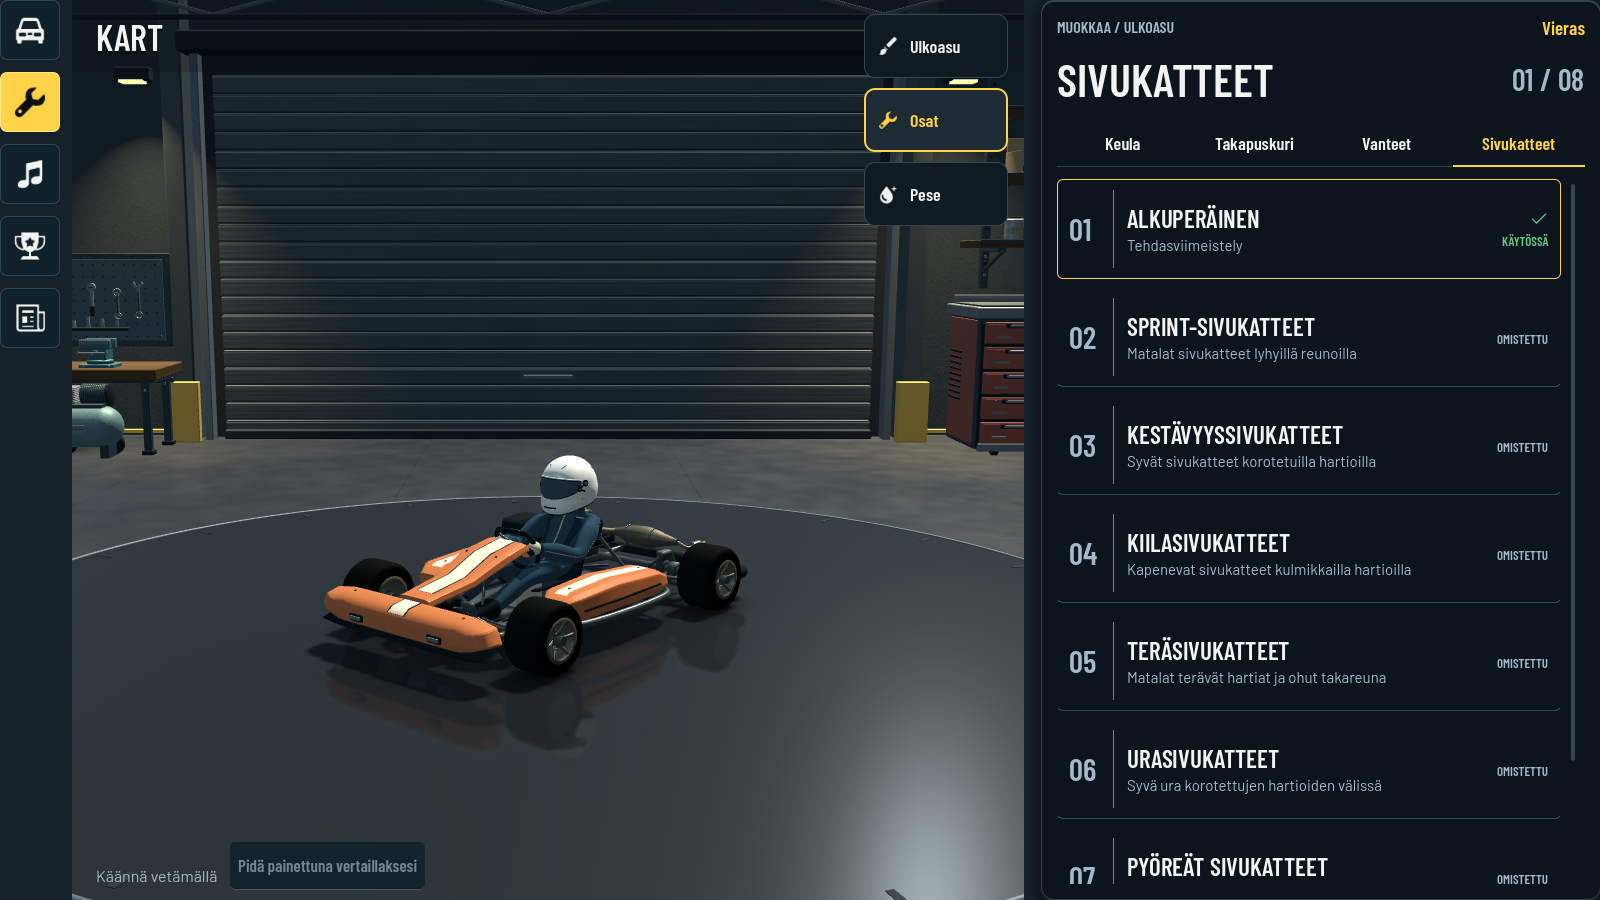 KART
Ulkoasu
Osat
Pese
Käännä vetämällä
Pidä painettuna vertaillaksesi
MUOKKAA / ULKOASU
Vieras
SIVUKATTEET
01 / 08
Keula
Takapuskuri
Vanteet
Sivukatteet
01
ALKUPERÄINEN
Tehdasviimeistely
KÄYTÖSSÄ
02
SPRINT-SIVUKATTEET
Matalat sivukatteet lyhyillä reunoilla
OMISTETTU
03
KESTÄVYYSSIVUKATTEET
Syvät sivukatteet korotetuilla hartioilla
OMISTETTU
04
KIILASIVUKATTEET
Kapenevat sivukatteet kulmikkailla hartioilla
OMISTETTU
05
TERÄSIVUKATTEET
Matalat terävät hartiat ja ohut takareuna
OMISTETTU
06
URASIVUKATTEET
Syvä ura korotettujen hartioiden välissä
OMISTETTU
07
PYÖREÄT SIVUKATTEET
OMISTETTU